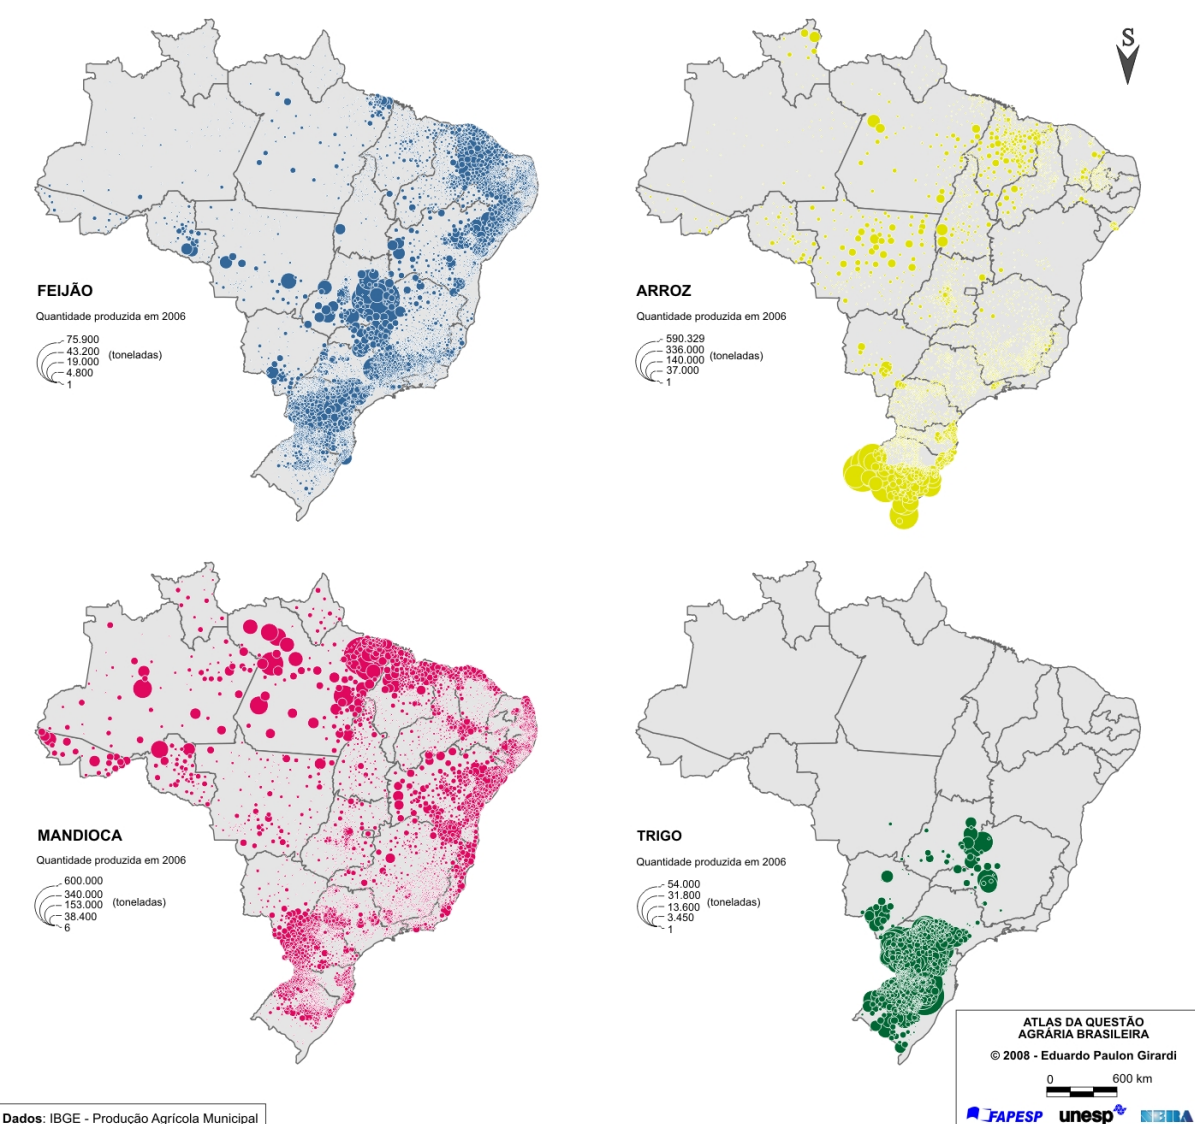 S
FEIJÃO
Quantidade produzida em 2006
75.900
43.200
19.000
4.800
1
(toneladas)
ARROZ
Quantidade produzida em 2006
590.329
336.000
140.000
37.000
1
(toneladas)
MANDIOCA
Quantidade produzida em 2006
600.000
340.000
153.000
38.400
6
(toneladas)
TRIGO
Quantidade produzida em 2006
54.000
31.800
13.600
3.450
1
(toneladas)
ATLAS DA QUESTÃO
AGRÁRIA BRASILEIRA
© 2008 - Eduardo Paulon Girardi
0 600 km
FAPESP unesp NERA
Dados: IBGE - Produção Agrícola Municipal